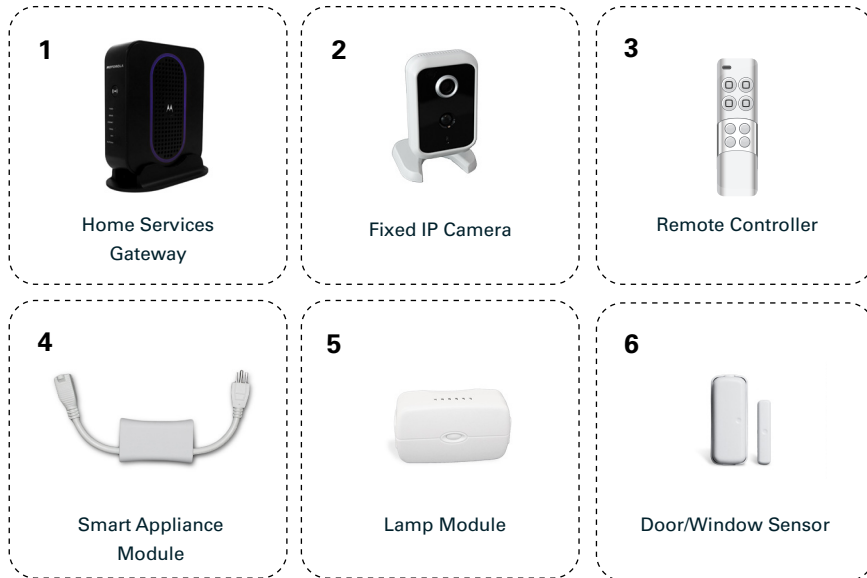 1
MOTOROLA
Home Services
Gateway
2
Fixed IP Camera
3
Remote Controller
4
Smart Appliance
Module
5
Lamp Module
6
Door/Window Sensor